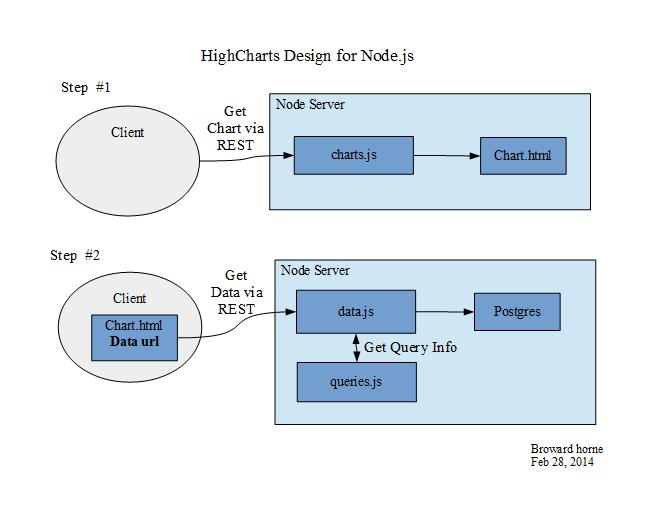 HighCharts Design for Node.js
Step #1
Client
Get
Chart via
REST
Node Server
charts.js
Chart.html
Step #2
Client
Chart.html
Data url
Get
Data via
REST
Node Server
data.js
Postgres
Get Query Info
queries.js
Broward horne
Feb 28, 2014